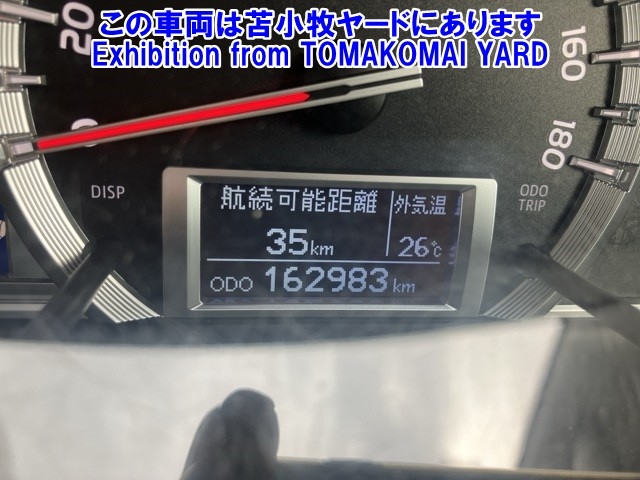 この車両は苫小牧ヤードにあります
Exhibition from TOMAKOMAI YARD
20
0
160
180
DISP
ODO
TRIP
航続可能距離
外気温
35km
26℃
ODO 162983 km